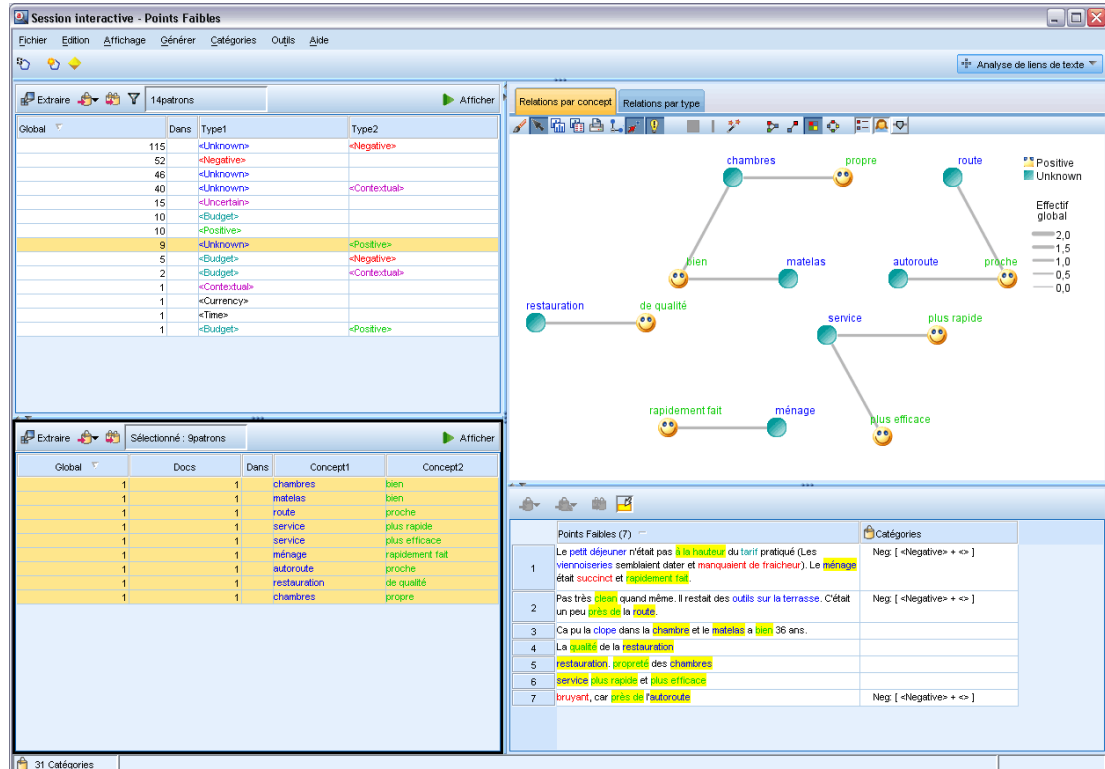 Session interactive - Points Faibles
Fichier Edition Affichage Générer Catégories Outils Aide
Analyse de liens de texte
Extraire 14patrons Afficher
Global Dans Type1 Type2
115 <Unknown> <Negative>
52 <Negative>
46 <Unknown>
40 <Unknown> <Contextual>
15 <Uncertain>
10 <Budget>
10 <Positive>
9 <Unknown> <Positive>
5 <Budget> <Negative>
2 <Budget> <Contextual>
1 <Contextual>
1 <Currency>
1 <Time>
1 <Budget> <Positive>
Extraire Sélectionné : 9patrons Afficher
Global Docs Dans Concept1 Concept2
1 1 chambres bien
1 1 matelas bien
1 1 route proche
1 1 service plus rapide
1 1 service plus efficace
1 1 ménage rapidement fait
1 1 autoroute proche
1 1 restauration de qualité
1 1 chambres propre
31 Catégories
Relations par concept Relations par type
chambres propre route
Positive
Unknown
Effectif
global
2,0
1,5
1,0
0,5
0,0
bien matelas autoroute proche
restauration de qualité
service plus rapide
rapidement fait ménage
plus efficace
Points Faibles (7) Catégories
1 Le petit déjeuner n'était pas à la hauteur du tarif pratiqué (Les Neg: [ <Negative> + <> ]
viennoiseries semblaient dater et manquaient de fraicheur). Le ménage
était succinct et rapidement fait.
2 Pas très clean quand même. Il restait des outils sur la terrasse. C'était Neg: [ <Negative> + <> ]
un peu près de la route.
3 Ca pu la clope dans la chambre et le matelas a bien 36 ans.
4 La qualité de la restauration
5 restauration. propreté des chambres
6 service plus rapide et plus efficace
7 bruyant, car près de l'autoroute Neg: [ <Negative> + <> ]